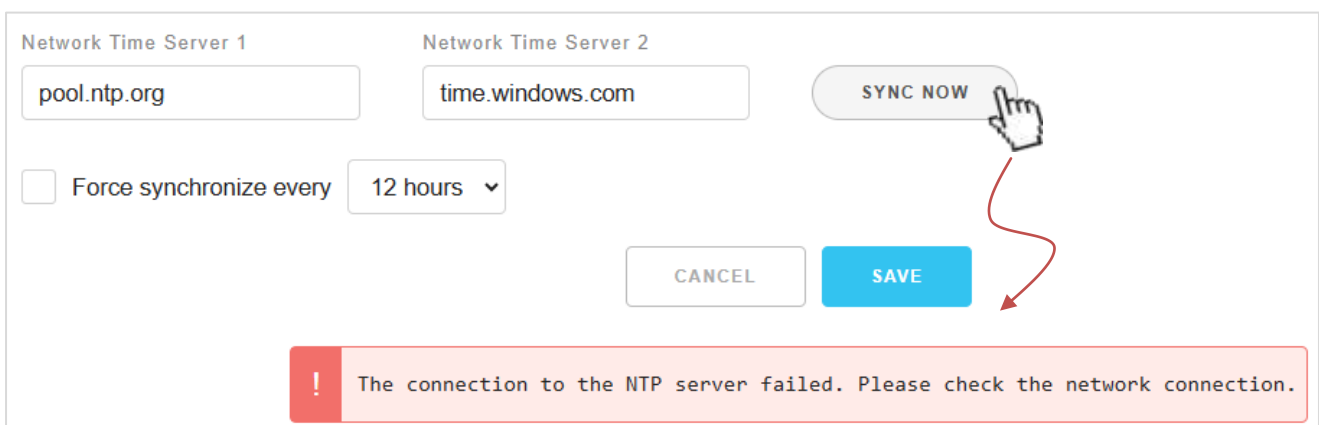 Network Time Server 1
Network Time Server 2
pool.ntp.org
time.windows.com
SYNC NOW
Force synchronize every
12 hours
CANCEL
SAVE
!
The connection to the NTP server failed. Please check the network connection.